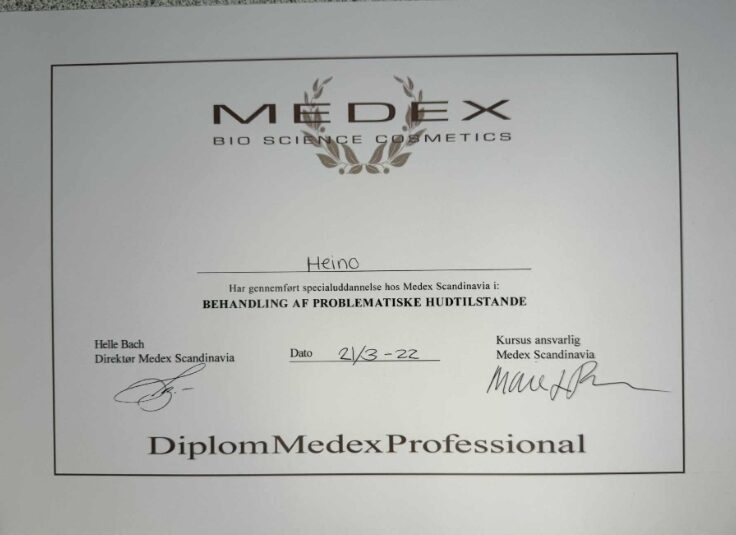 MEDEX
BIO SCIENCE COSMETICS
Heino
Har gennemført specialuddannelse hos Medex Scandinavia i:
BEHANDLING AF PROBLEMATISKE HUDTILSTANDE
Helle Bach
Direktør Medex Scandinavia
Dato 21/3-22
Kursus ansvarlig
Medex Scandinavia
DiplomMedexProfessional